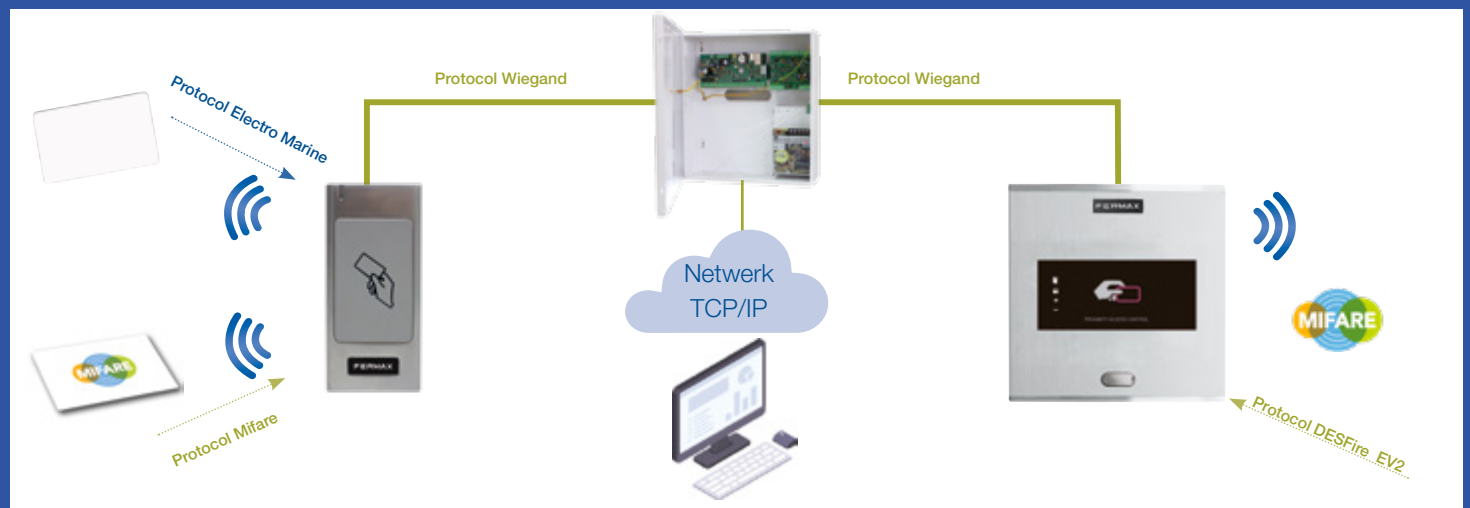 Protocol Wiegand
Protocol Wiegand
Protocol Electro Marine
FERMAX
Netwerk
TCP/IP
MIFARE
MIFARE
FERMAX
Protocol Mifare
Protocol DESFire EV2